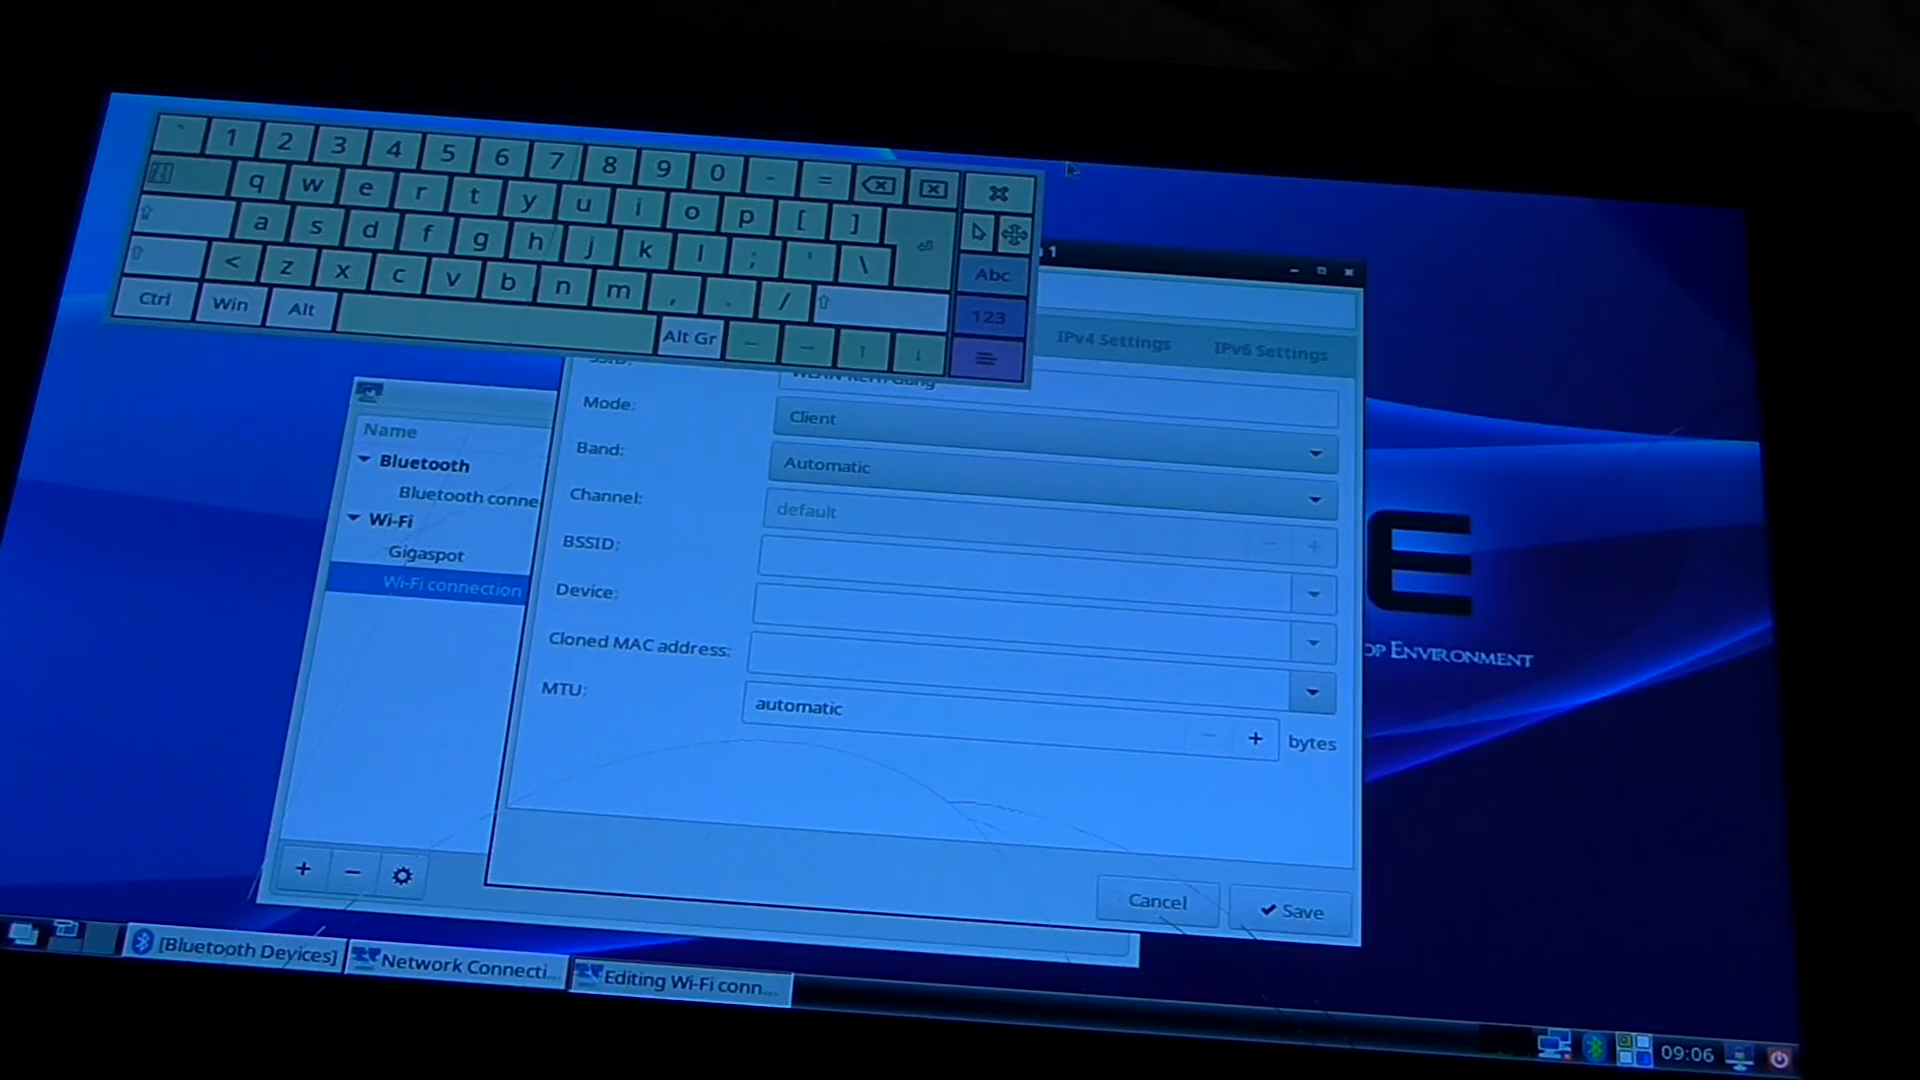 ` 1 2 3 4 5 6 7 8 9 0 - =
q w e r t y u i o p [ ]
a s d f g h j k l ; ' \
< z x c v b n m , . /
Abc
Ctrl Win Alt Alt Gr ← → ↑ ↓
123
1
IPv4 Settings IPv6 Settings
SSID:
Mode: Client
Band: Automatic
Channel: default
BSSID:
Device:
Cloned MAC address:
MTU: automatic
bytes
Name
Bluetooth
Bluetooth conne
Wi-Fi
Gigaspot
Wi-Fi connection
Cancel Save
E
OP ENVIRONMENT
[Bluetooth Devices] Network Connecti... Editing Wi-Fi conn...
09:06